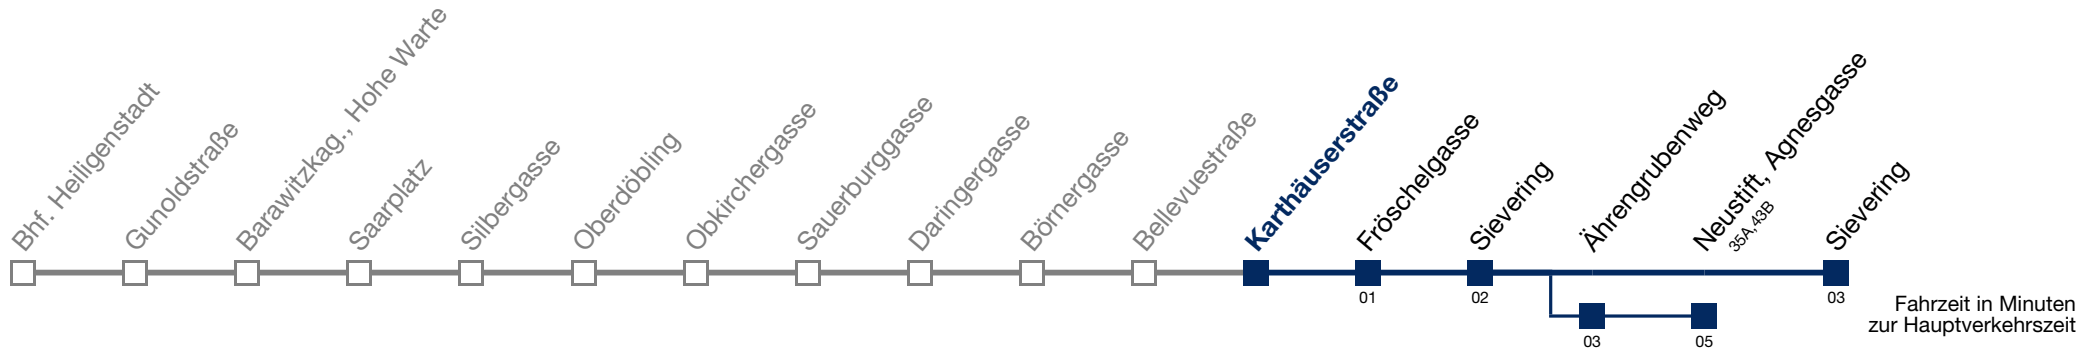 Bhf. Heiligenstadt
Gunoldstraße
Barawitzkag., Hohe Warte
Saarplatz
Silbergasse
Oberdöbling
Obkirchergasse
Sauerburggasse
Daringergasse
Börnergasse
Bellevuestraße
Karthäuserstraße
Fröschelgasse
Sievering
Ährengrubenweg
Neustift, Agnesgasse
35A,43B
Sievering
01
02
03
03
05
Fahrzeit in Minuten
zur Hauptverkehrszeit